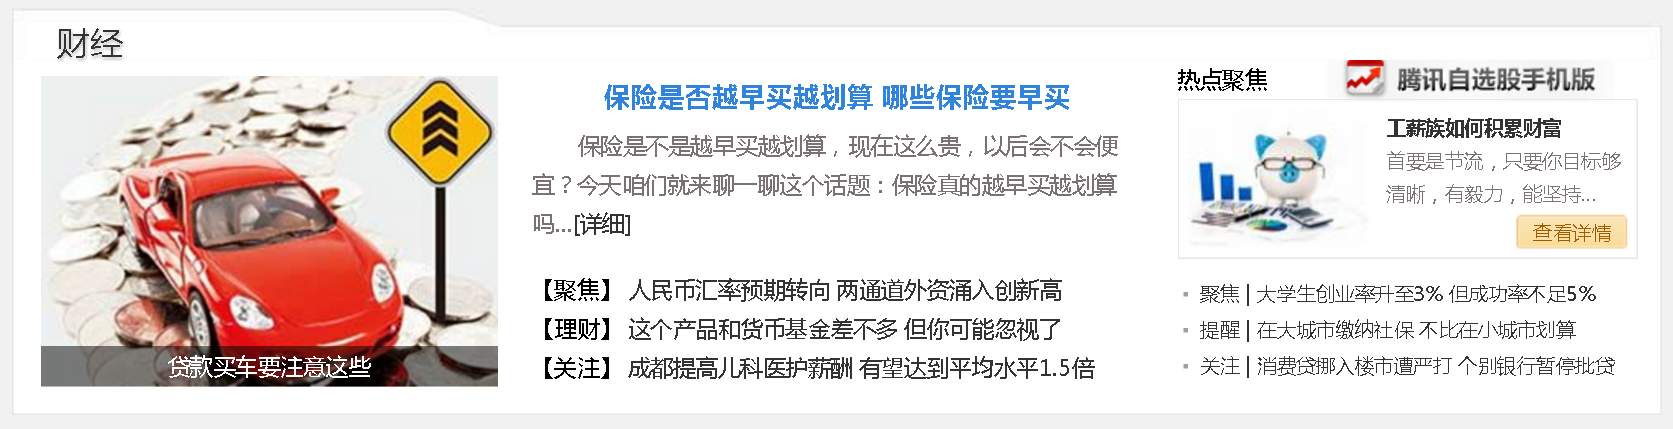 财经
贷款买车要注意这些
保险是否越早买越划算 哪些保险要早买
保险是不是越早买越划算，现在这么贵，以后会不会便
宜？今天咱们就来聊一聊这个话题：保险真的越早买越划算
吗...[详细]
【聚焦】 人民币汇率预期转向 两通道外资涌入创新高
【理财】 这个产品和货币基金差不多 但你可能忽视了
【关注】 成都提高儿科医护薪酬 有望达到平均水平1.5倍
热点聚焦
腾讯自选股手机版
工薪族如何积累财富
首要是节流，只要你目标够
清晰，有毅力，能坚持...
查看详情
聚焦 | 大学生创业率升至3% 但成功率不足5%
提醒 | 在大城市缴纳社保 不比在小城市划算
关注 | 消费贷挪入楼市遭严打 个别银行暂停批贷